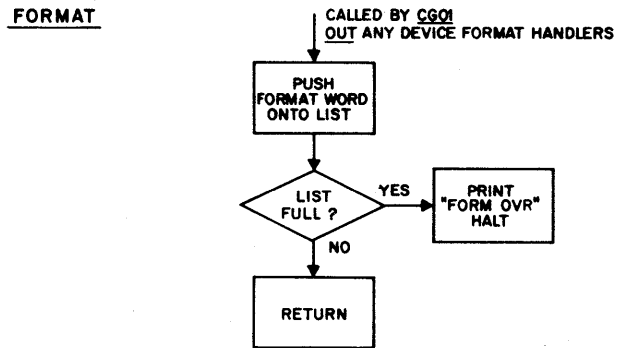 FORMAT
CALLED BY CG01
OUT ANY DEVICE FORMAT HANDLERS
PUSH
FORMAT WORD
ONTO LIST
LIST
FULL ?
YES
PRINT
"FORM OVR"
HALT
NO
RETURN